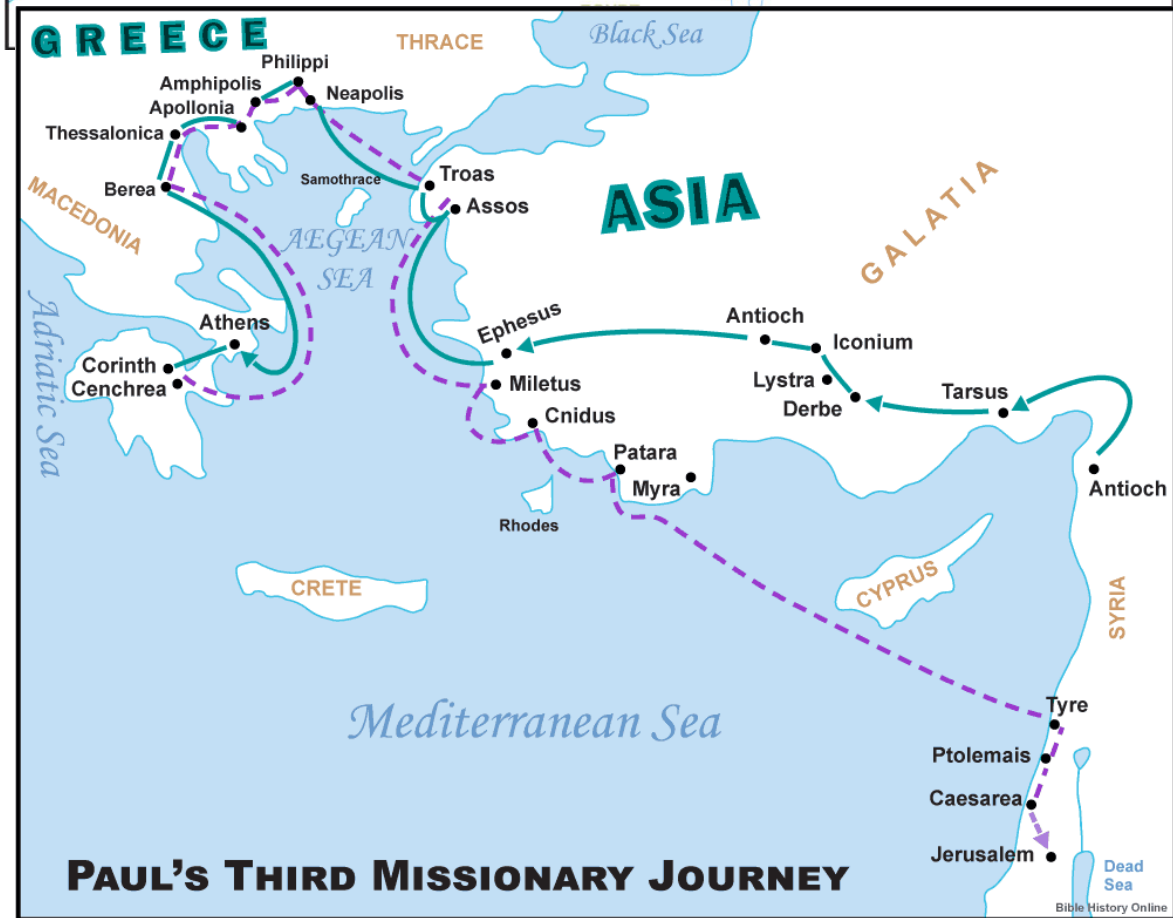 GREECE
THRACE
Black Sea
Philippi
Amphipolis
Neapolis
Apollonia
Thessalonica
Troas
Samothrace
Berea
Assos
ASIA
MACEDONIA
GALATIA
AEGEAN
SEA
Adriatic Sea
Athens
Ephesus
Antioch
Iconium
Corinth
Cenchrea
Miletus
Lystra
Derbe
Tarsus
Cnidus
Patara
Myra
Antioch
Rhodes
CRETE
CYPRUS
SYRIA
Mediterranean Sea
Tyre
Ptolemais
Caesarea
Jerusalem
PAUL'S THIRD MISSIONARY JOURNEY
Dead
Sea
Bible History Online